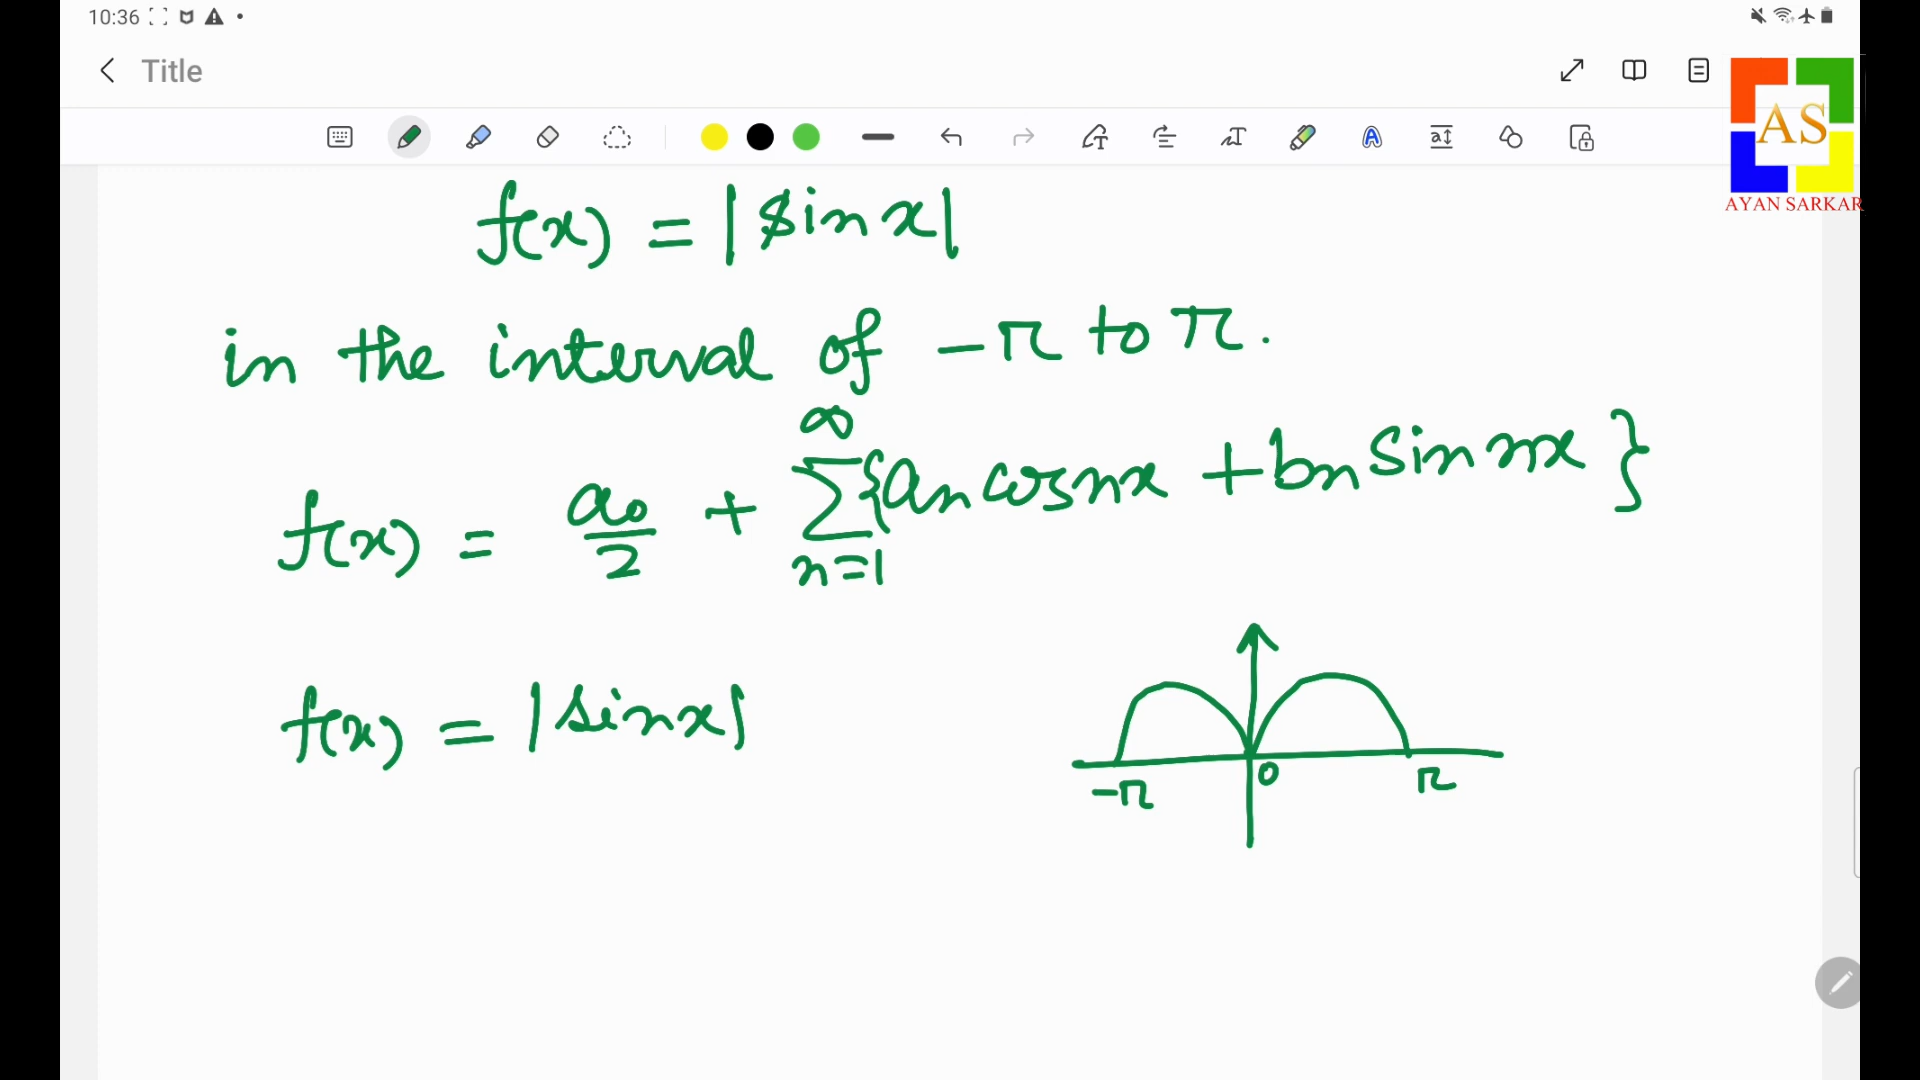 10:36
Title
AS
AYAN SARKAR
f(x) = |sin x|
in the interval of -π to π.
f(x) = a₀/2 + ∑_{n=1}^{∞} {an cos nx + bn sin nx}
f(x) = |sin x|
-π 0 π